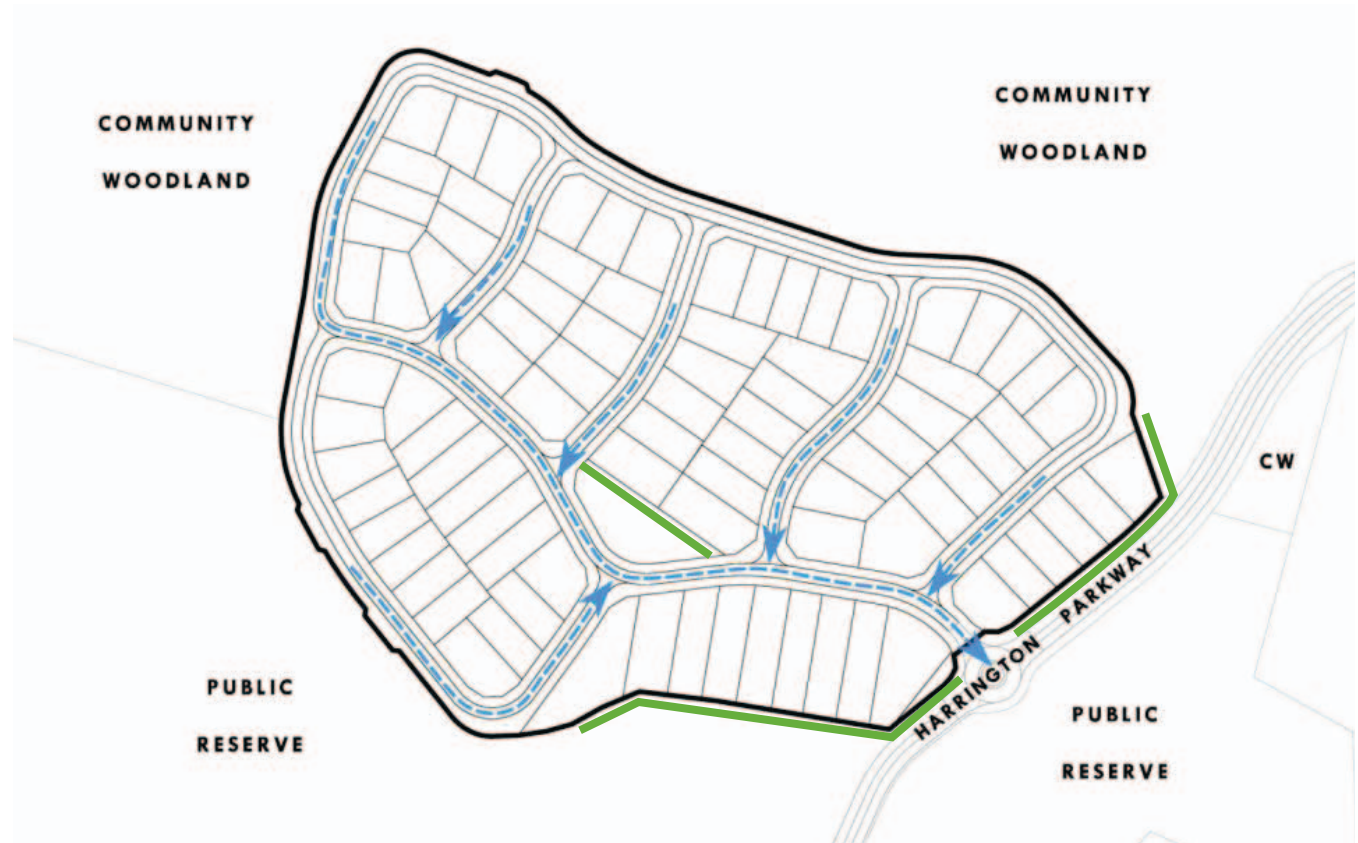 COMMUNITY
WOODLAND
COMMUNITY
WOODLAND
CW
HARRINGTON PARKWAY
PUBLIC
RESERVE
PUBLIC
RESERVE